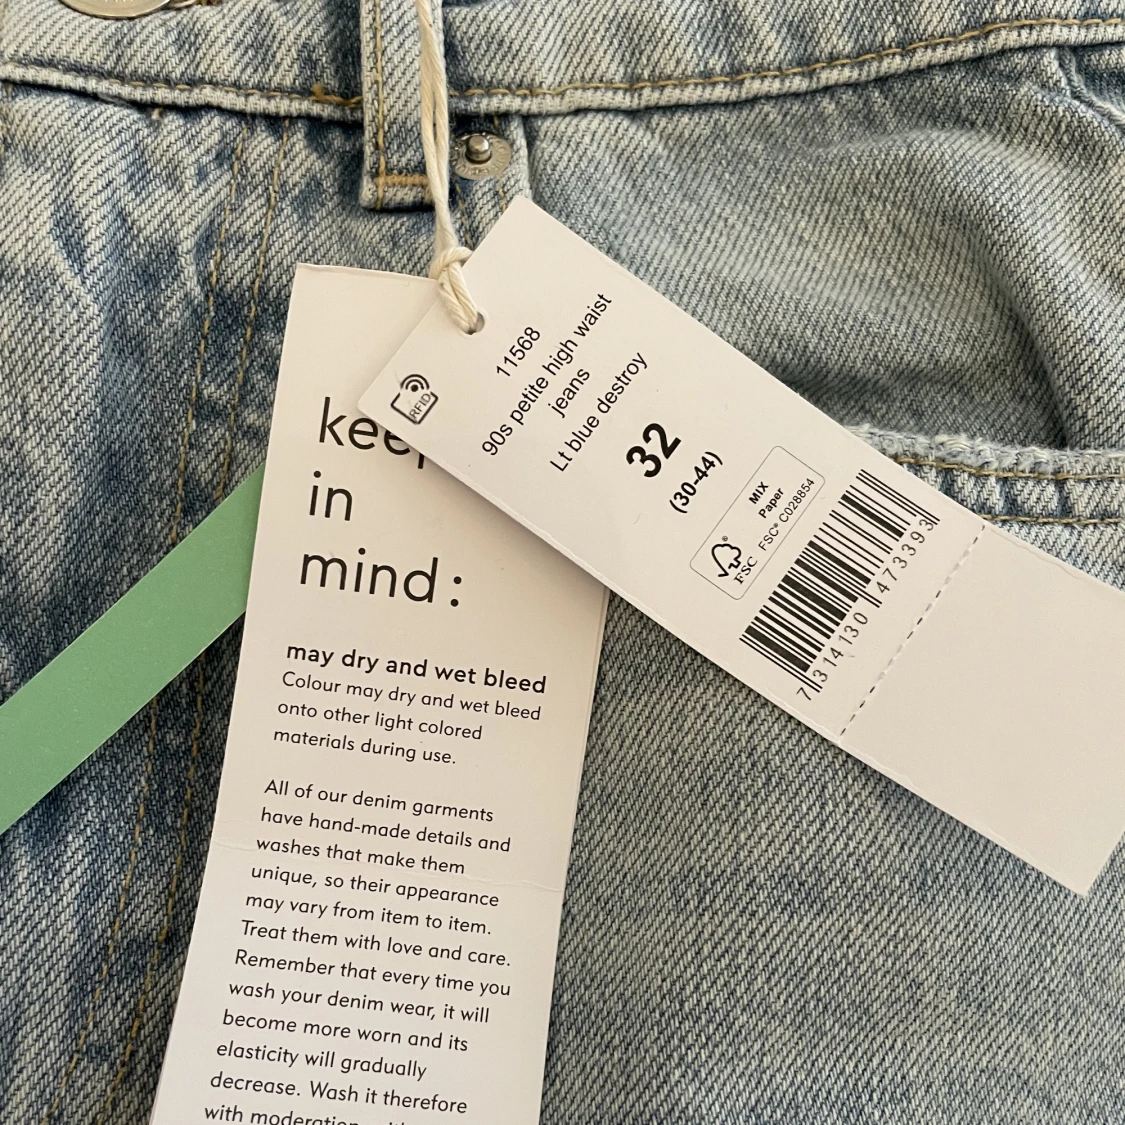 keep
in
mind:
may dry and wet bleed
Colour may dry and wet bleed
onto other light colored
materials during use.
All of our denim garments
have hand-made details and
washes that make them
unique, so their appearance
may vary from item to item.
Treat them with love and care.
Remember that every time you
wash your denim wear, it will
become more worn and its
elasticity will gradually
decrease. Wash it therefore
with moderation
RFID
11568
90s petite high waist
jeans
Lt blue destroy
32
(30-44)
MIX
Paper
FSC® C028854
FSC
7 314130 473393